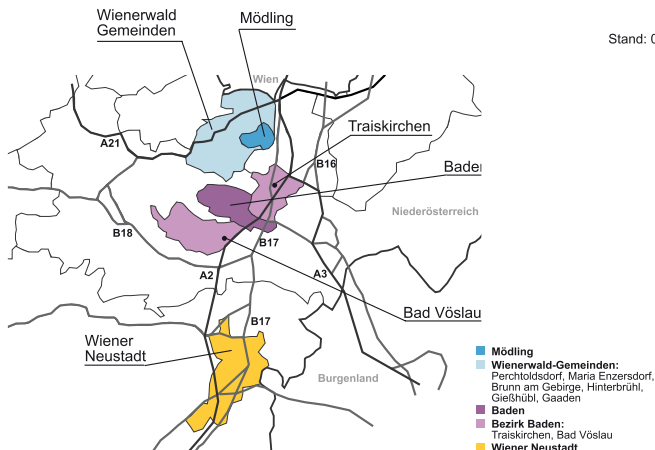 Wienerwald
Gemeinden
Mödling
Stand:
Wien
Traiskirchen
A21
B16
Baden
Niederösterreich
B18
B17
A2
A3
Bad Vöslau
B17
Wiener
Neustadt
Burgenland
Mödling
Wienerwald-Gemeinden:
Perchtoldsdorf, Maria Enzersdorf,
Brunn am Gebirge, Hinterbrühl,
Gießhübl, Gaaden
Baden
Bezirk Baden:
Traiskirchen, Bad Vöslau
Wiener Neustadt